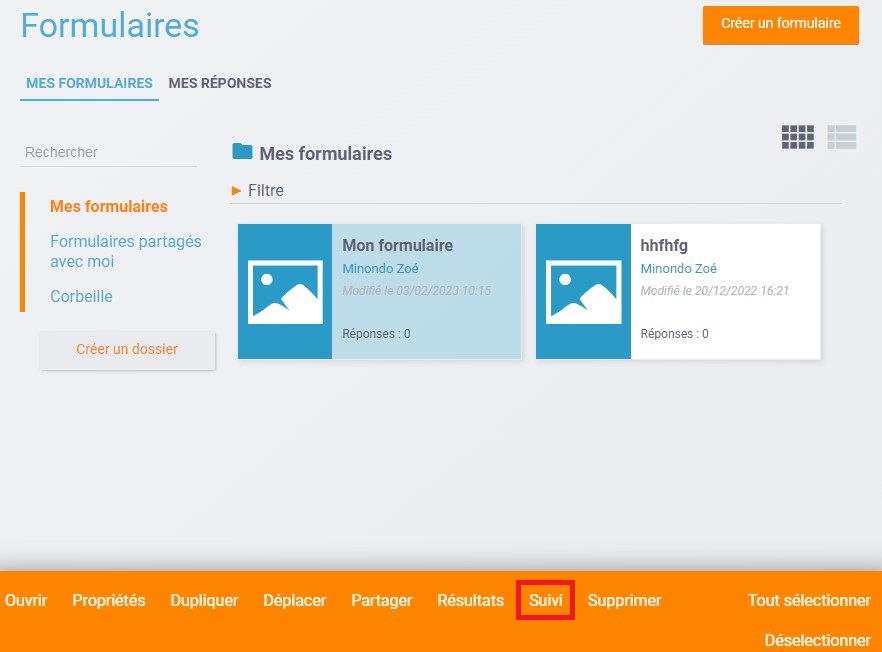 Formulaires
Créer un formulaire
MES FORMULAIRES MES RÉPONSES
Rechercher
Mes formulaires
Formulaires partagés
avec moi
Corbeille
Créer un dossier
Mes formulaires
Filtre
Mon formulaire
Minondo Zoé
Modifié le 03/02/2023 10:15
Réponses : 0
hhfhfg
Minondo Zoé
Modifié le 20/12/2022 16:21
Réponses : 0
Ouvrir Propriétés Dupliquer Déplacer Partager Résultats Suivi Supprimer Tout sélectionner
Déselectionner